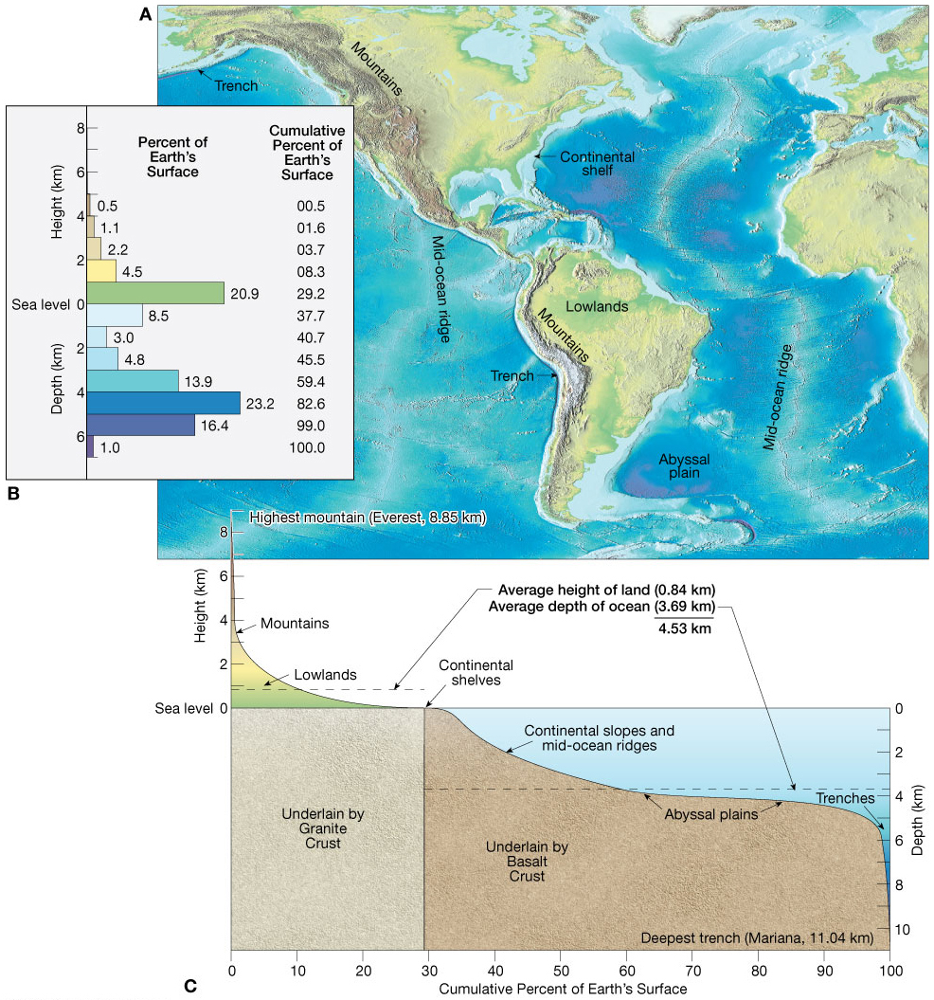 A
Mountains
Trench
Continental
shelf
Mid-ocean ridge
Lowlands
Mountains
Trench
Mid-ocean ridge
Abyssal
plain
B
Percent of
Earth's
Surface
Cumulative
Percent of
Earth's
Surface
Height (km)
8
6
4
2
Sea level 0
2
4
6
Depth (km)
0.5 00.5
1.1 01.6
2.2 03.7
4.5 08.3
20.9 29.2
8.5 37.7
3.0 40.7
4.8 45.5
13.9 59.4
23.2 82.6
16.4 99.0
1.0 100.0
Highest mountain (Everest, 8.85 km)
Height (km)
8
6
4
2
Sea level 0
Average height of land (0.84 km)
Average depth of ocean (3.69 km)
4.53 km
Mountains
Lowlands
Continental
shelves
Continental slopes and
mid-ocean ridges
Abyssal plains
Trenches
Underlain by
Granite
Crust
Underlain by
Basalt
Crust
Deepest trench (Mariana, 11.04 km)
0
2
4
6
8
10
Depth (km)
0 10 20 30 40 50 60 70 80 90 100
C
Cumulative Percent of Earth's Surface